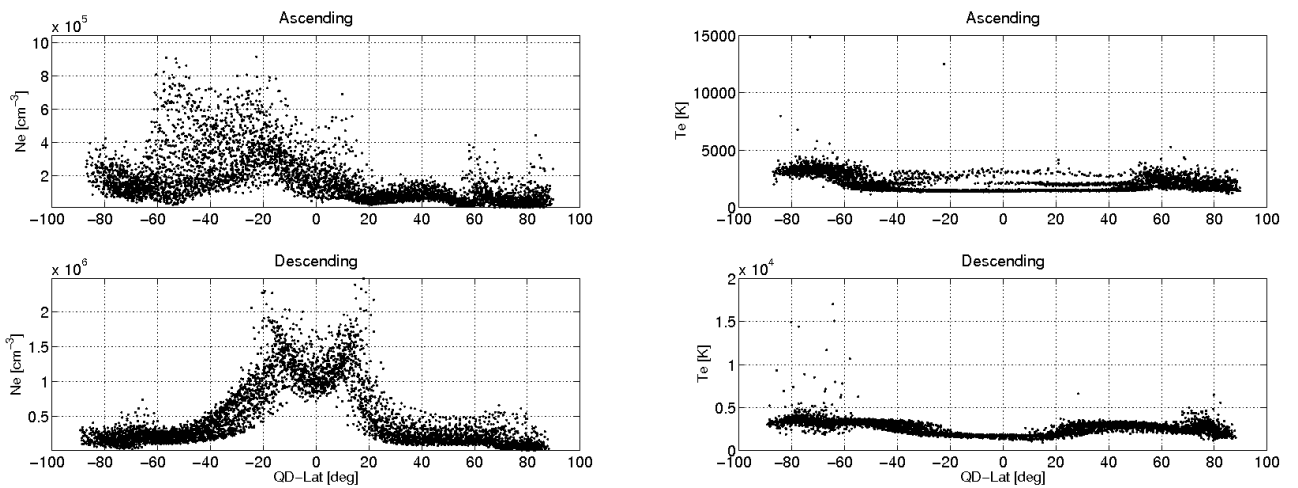 Ascending
x 10^5
Ne [cm^-3]
10
8
6
4
2
−100 −80 −60 −40 −20 0 20 40 60 80 100
Ascending
Te [K]
15000
10000
5000
0
−100 −80 −60 −40 −20 0 20 40 60 80 100
Descending
x 10^6
Ne [cm^-3]
2
1.5
1
0.5
−100 −80 −60 −40 −20 0 20 40 60 80 100
QD−Lat [deg]
Descending
x 10^4
Te [K]
2
1.5
1
0.5
0
−100 −80 −60 −40 −20 0 20 40 60 80 100
QD−Lat [deg]